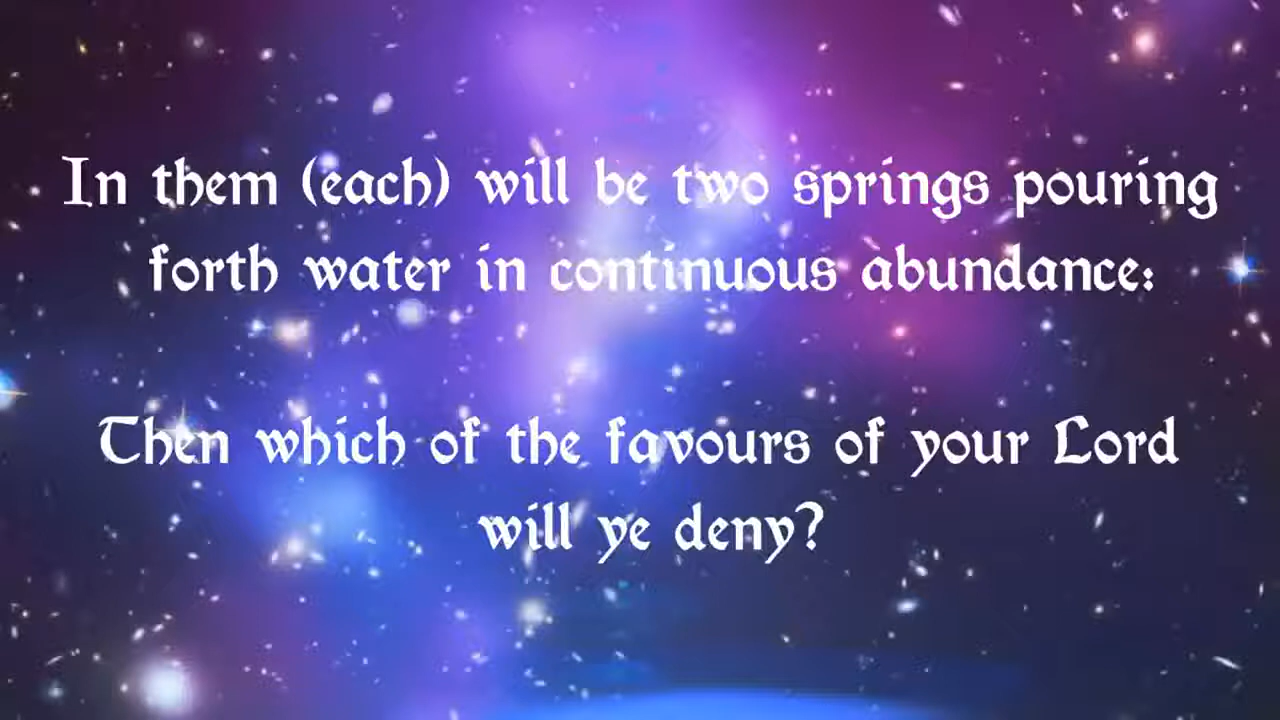 In them (each) will be two springs pouring
forth water in continuous abundance:
Then which of the favours of your Lord
will ye deny?